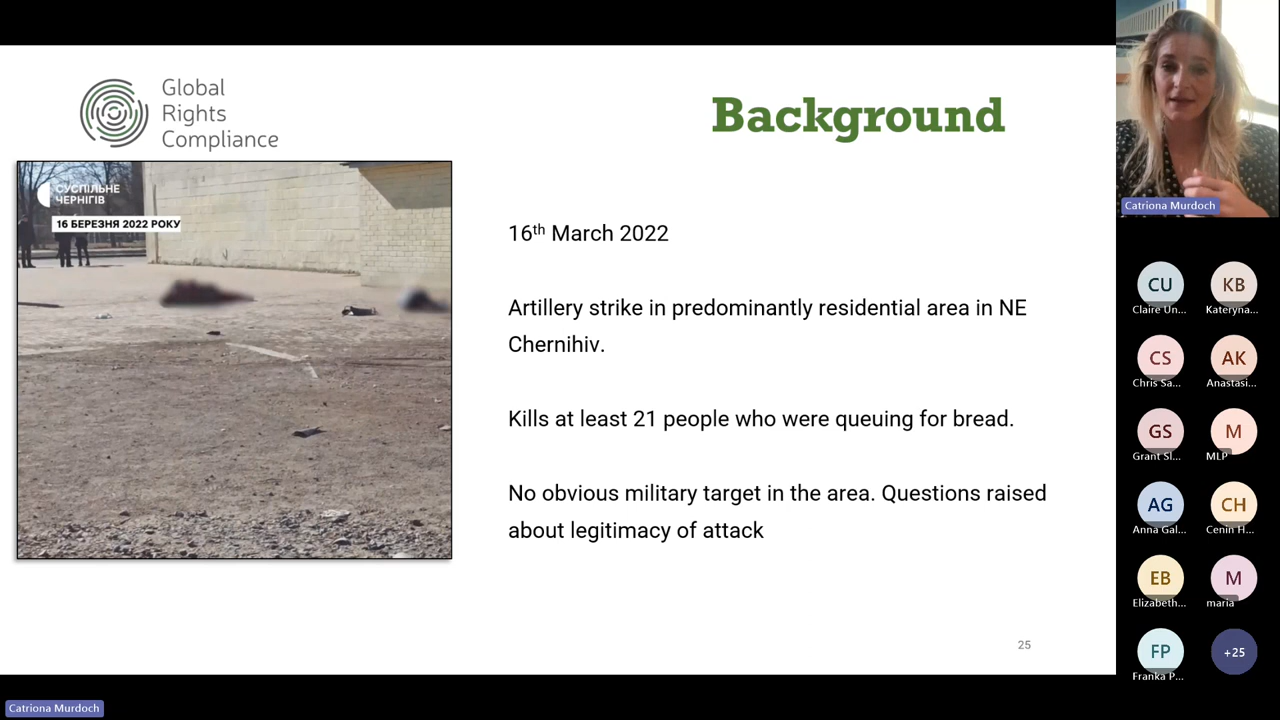 Global
Rights
Compliance
Background
СУСПІЛЬНЕ
ЧЕРНІГІВ
16 БЕРЕЗНЯ 2022 РОКУ
16th March 2022
Artillery strike in predominantly residential area in NE
Chernihiv.
Kills at least 21 people who were queuing for bread.
No obvious military target in the area. Questions raised
about legitimacy of attack
25
Catriona Murdoch
CU
Claire Un...
KB
Kateryna...
CS
Chris Sa...
AK
Anastasi...
GS
Grant Sl...
M
MLP
AG
Anna Gal...
CH
Cenin H...
EB
Elizabeth...
M
maria
FP
Franka P...
+25
Catriona Murdoch